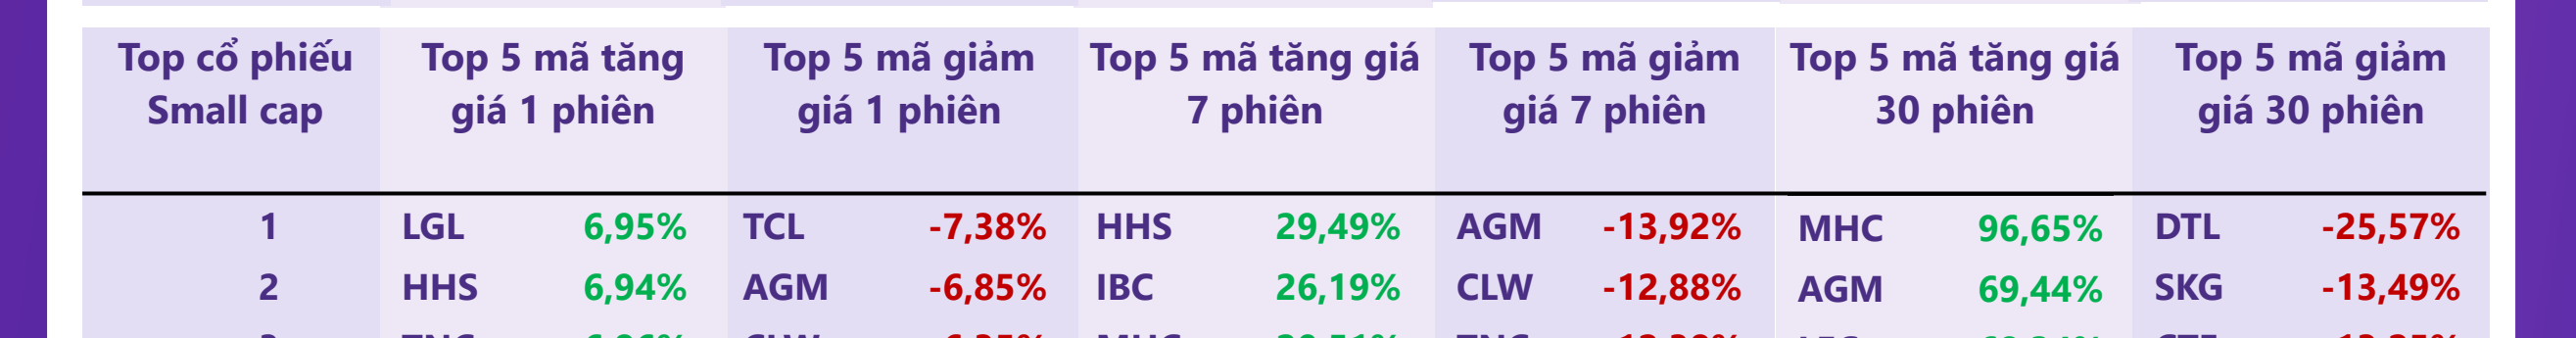 Top cổ phiếu Small cap | Top 5 mã tăng giá 1 phiên | Top 5 mã giảm giá 1 phiên | Top 5 mã tăng giá 7 phiên | Top 5 mã giảm giá 7 phiên | Top 5 mã tăng giá 30 phiên | Top 5 mã giảm giá 30 phiên
1 LGL 6,95% TCL -7,38% HHS 29,49% AGM -13,92% MHC 96,65% DTL -25,57%
2 HHS 6,94% AGM -6,85% IBC 26,19% CLW -12,88% AGM 69,44% SKG -13,49%